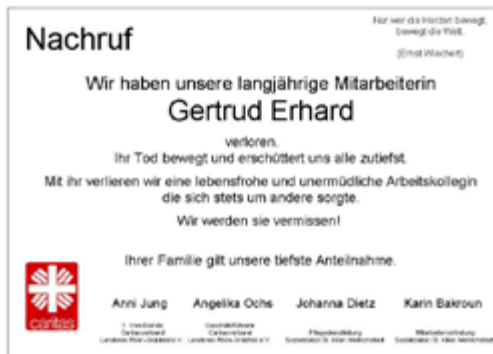 Nachruf
Nur wer die Herzen bewegt,
bewegt die Welt.
(Ernst Wiechert)
Wir haben unsere langjährige Mitarbeiterin
Gertrud Erhard
verloren.
Ihr Tod bewegt und erschüttert uns alle zutiefst.
Mit ihr verlieren wir eine lebensfrohe und unermüdliche Arbeitskollegin
die sich stets um andere sorgte.
Wir werden sie vermissen!
Ihrer Familie gilt unsere tiefste Anteilnahme.
caritas
Anni Jung Angelika Ochs Johanna Dietz Karin Bakroun
Caritasverband Caritasverband